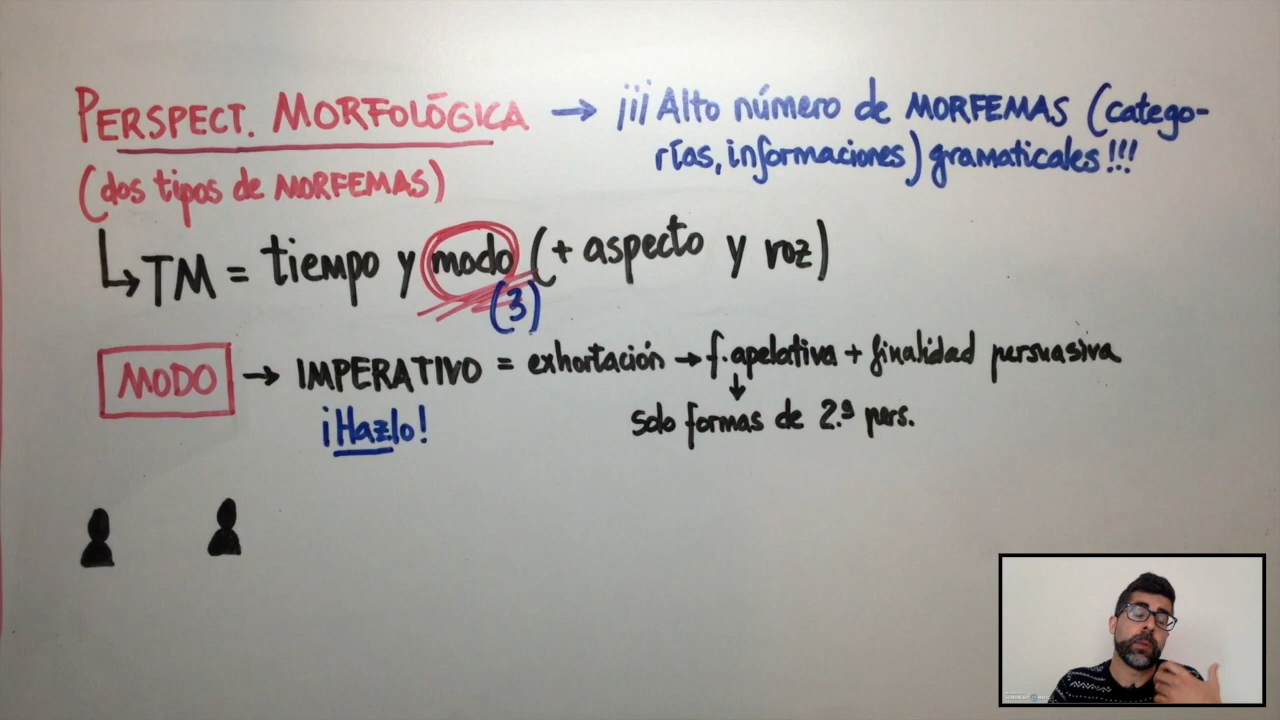 PERSPECT. MORFOLÓGICA → ¡¡¡Alto número de MORFEMAS (catego-
rías, informaciones) gramaticales!!!
(dos tipos de MORFEMAS)
↳ TM = tiempo y modo (+ aspecto y voz)
(3)
MODO → IMPERATIVO = exhortación → f. apelativa + finalidad persuasiva
↓
¡Hazlo!
solo formas de 2.ª pers.